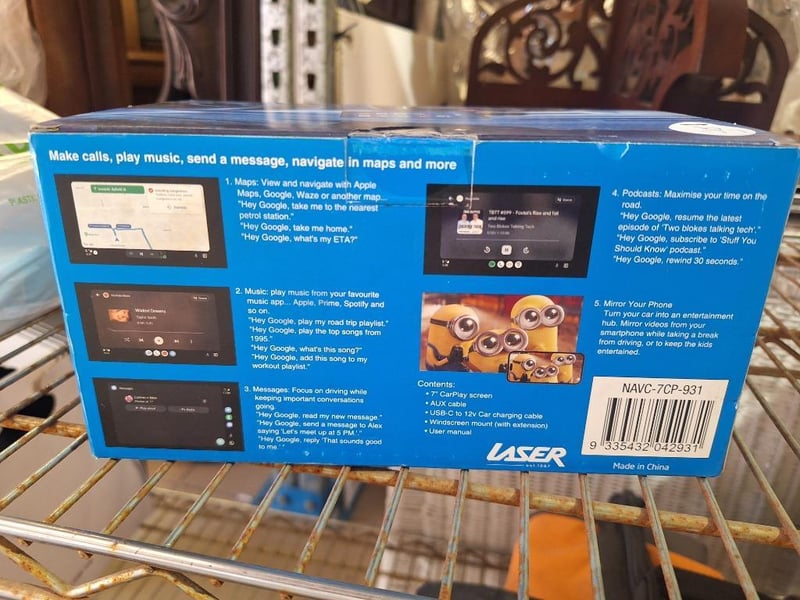 Make calls, play music, send a message, navigate in maps and more
1. Maps: View and navigate with Apple
Maps, Google, Waze or another map...
"Hey Google, take me to the nearest
petrol station."
"Hey Google, take me home."
"Hey Google, what's my ETA?"
2. Music: play music from your favourite
music app... Apple, Prime, Spotify and
so on.
"Hey Google, play my road trip playlist."
"Hey Google, play the top songs from
1995."
"Hey Google, what's this song?"
"Hey Google, add this song to my
workout playlist."
Wildest Dreams
Taylor Swift
3. Messages: Focus on driving while
keeping important conversations
going.
"Hey Google, read my new message."
"Hey Google, send a message to Alex
saying 'Let's meet up at 5 PM'."
"Hey Google, reply 'That sounds good
to me.'"
4. Podcasts: Maximise your time on the
road.
"Hey Google, resume the latest
episode of 'Two blokes talking tech'."
"Hey Google, subscribe to 'Stuff You
Should Know' podcast."
"Hey Google, rewind 30 seconds."
Two Blokes Talking Tech
5. Mirror Your Phone
Turn your car into an entertainment
hub. Mirror videos from your
smartphone while taking a break
from driving, or to keep the kids
entertained.
Contents:
• 7" CarPlay screen
• AUX cable
• USB-C to 12v Car charging cable
• Windscreen mount (with extension)
• User manual
LASER
NAVC-7CP-931
9 335432 042931
Made in China